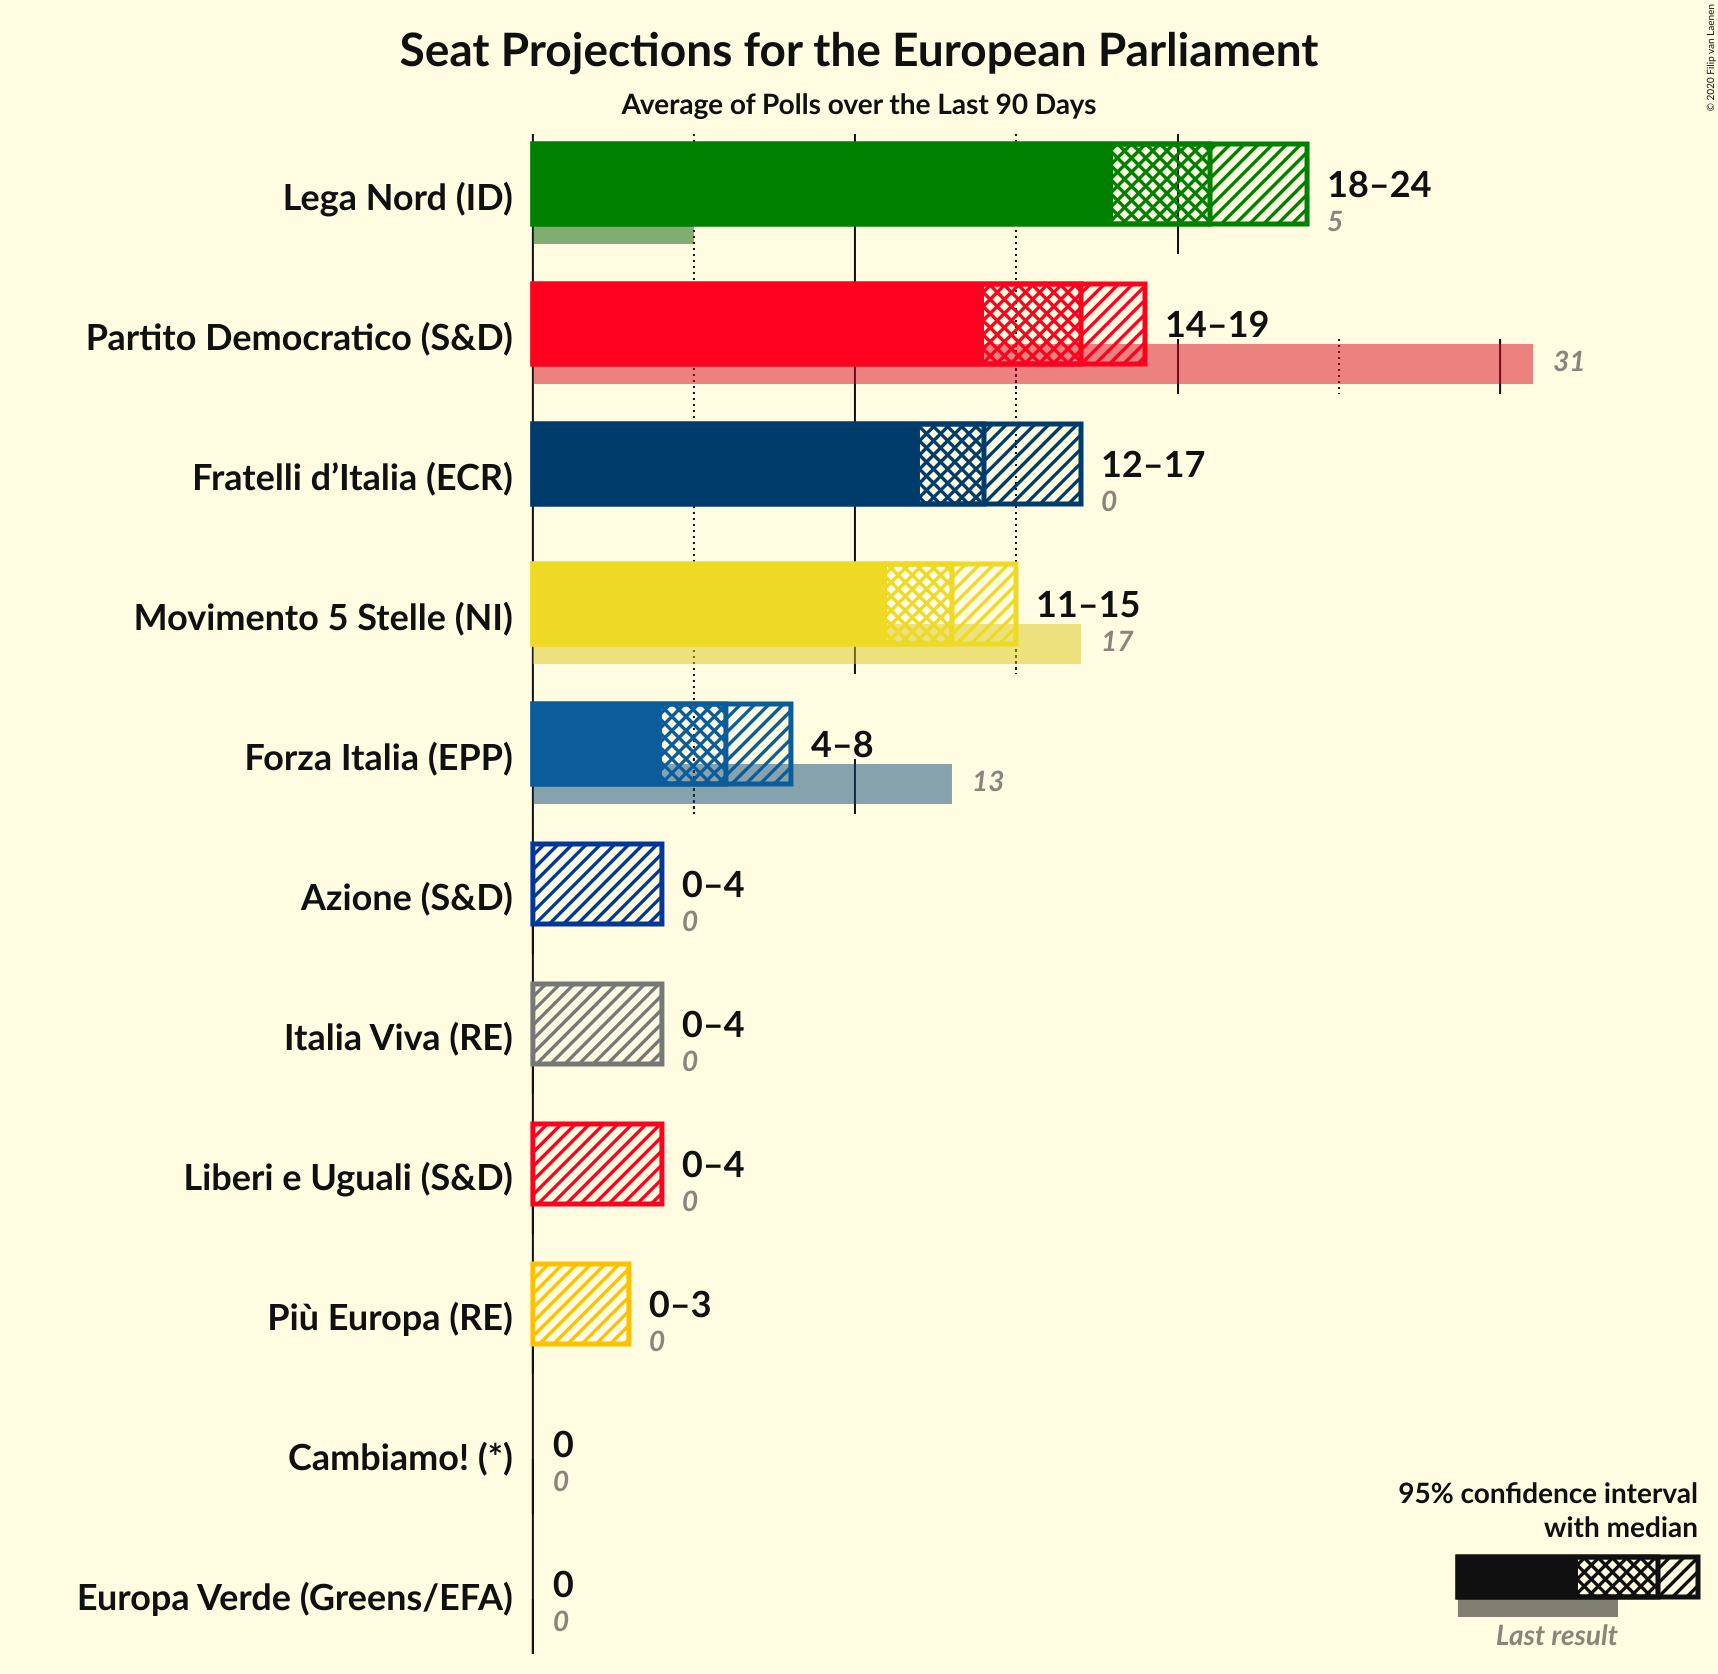 Seat Projections for the European Parliament
Average of Polls over the Last 90 Days
© 2020 Filip van Laenen
Lega Nord (ID)
18–24
5
Partito Democratico (S&D)
14–19
31
Fratelli d’Italia (ECR)
12–17
0
Movimento 5 Stelle (NI)
11–15
17
Forza Italia (EPP)
4–8
13
Azione (S&D)
0–4
0
Italia Viva (RE)
0–4
0
Liberi e Uguali (S&D)
0–4
0
Più Europa (RE)
0–3
0
Cambiamo! (*)
0
0
Europa Verde (Greens/EFA)
0
0
95% confidence interval
with median
Last result